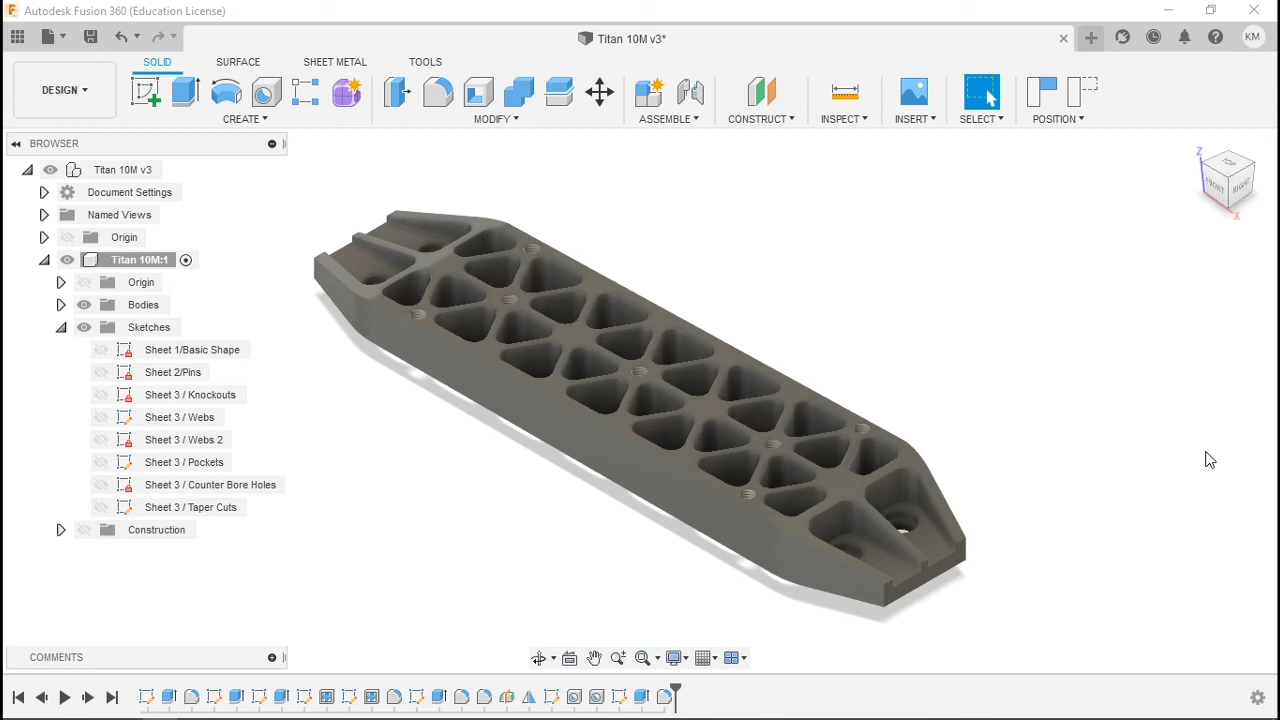 Autodesk Fusion 360 (Education License)
Titan 10M v3*
KM
SOLID SURFACE SHEET METAL TOOLS
DESIGN
CREATE MODIFY ASSEMBLE CONSTRUCT INSPECT INSERT SELECT POSITION
BROWSER
Titan 10M v3
Document Settings
Named Views
Origin
Titan 10M:1
Origin
Bodies
Sketches
Sheet 1/Basic Shape
Sheet 2/Pins
Sheet 3 / Knockouts
Sheet 3 / Webs
Sheet 3 / Webs 2
Sheet 3 / Pockets
Sheet 3 / Counter Bore Holes
Sheet 3 / Taper Cuts
Construction
Z
TOP
FRONT RIGHT
X
COMMENTS